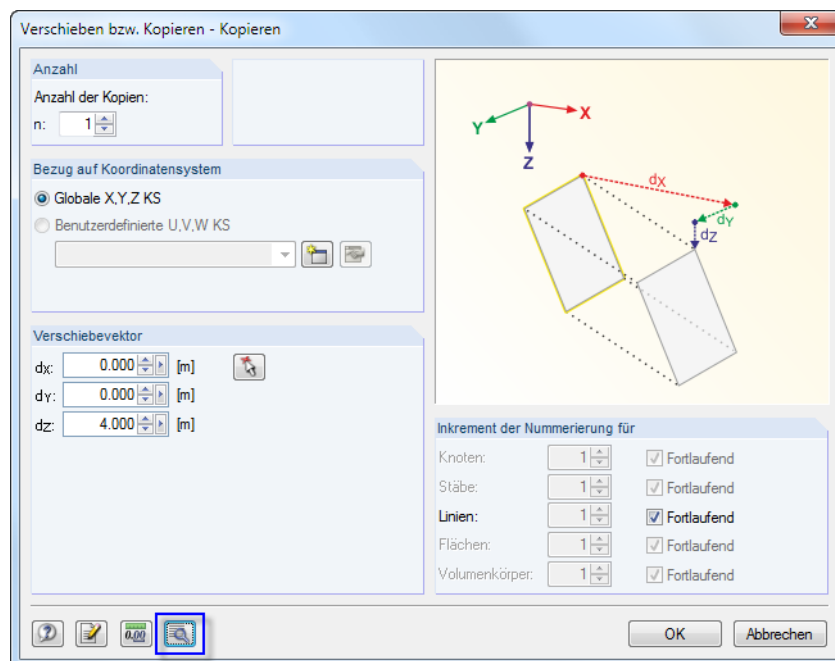 Verschieben bzw. Kopieren - Kopieren
Anzahl
Anzahl der Kopien:
n: 1
Bezug auf Koordinatensystem
Globale X,Y,Z KS
Benutzerdefinierte U,V,W KS
Verschiebevektor
dX: 0.000 [m]
dY: 0.000 [m]
dZ: 4.000 [m]
X
Y
Z
dX
dY
dZ
Inkrement der Nummerierung für
Knoten: 1 Fortlaufend
Stäbe: 1 Fortlaufend
Linien: 1 Fortlaufend
Flächen: 1 Fortlaufend
Volumenkörper: 1 Fortlaufend
0.00
OK
Abbrechen